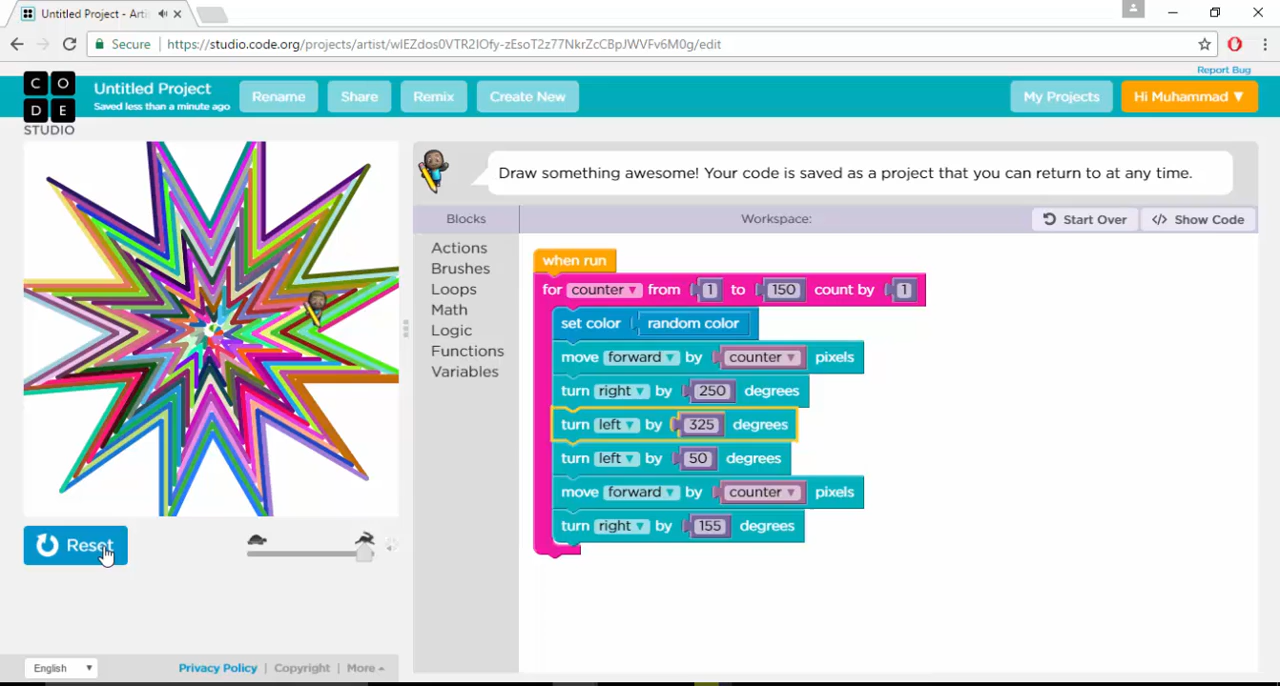 Untitled Project - Arti
Secure https://studio.code.org/projects/artist/wlEZdos0VTR2IOfy-zEsoT2z77NkrZcCBpJWVFv6M0g/edit
Report Bug
C O
D E
STUDIO
Untitled Project
Saved less than a minute ago
Rename
Share
Remix
Create New
My Projects
Hi Muhammad ▼
Draw something awesome! Your code is saved as a project that you can return to at any time.
Blocks
Workspace:
Start Over
</> Show Code
Actions
Brushes
Loops
Math
Logic
Functions
Variables
when run
for counter from 1 to 150 count by 1
set color random color
move forward by counter pixels
turn right by 250 degrees
turn left by 325 degrees
turn left by 50 degrees
move forward by counter pixels
turn right by 155 degrees
Reset
English
Privacy Policy | Copyright | More